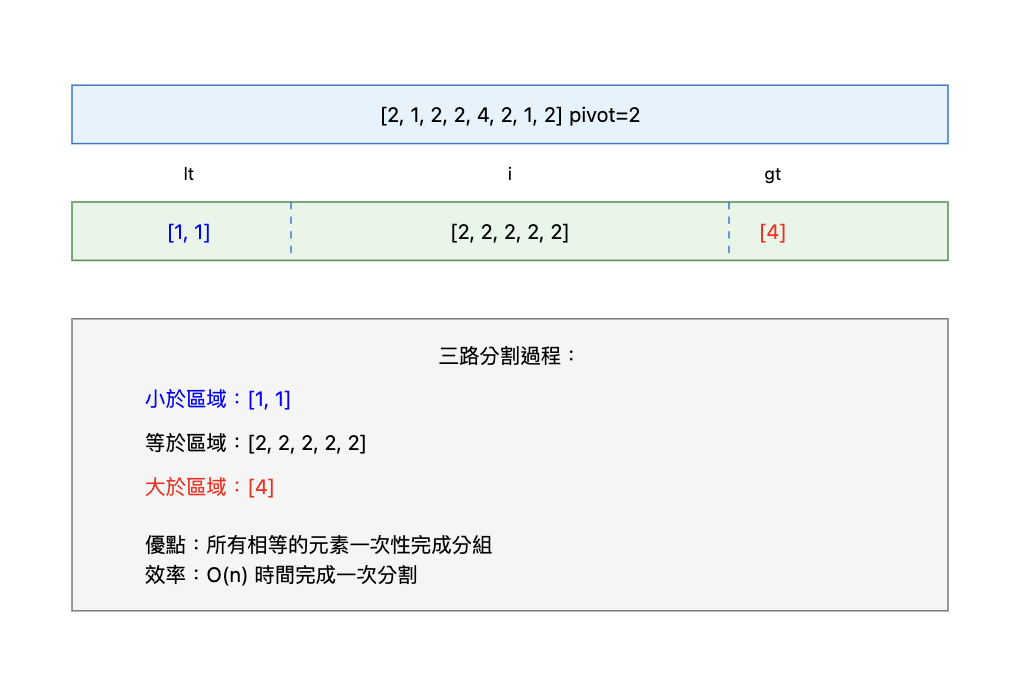 [2, 1, 2, 2, 4, 2, 1, 2] pivot=2
lt i gt
[1, 1] [2, 2, 2, 2, 2] [4]
三路分割過程：
小於區域：[1, 1]
等於區域：[2, 2, 2, 2, 2]
大於區域：[4]
優點：所有相等的元素一次性完成分組
效率：O(n) 時間完成一次分割